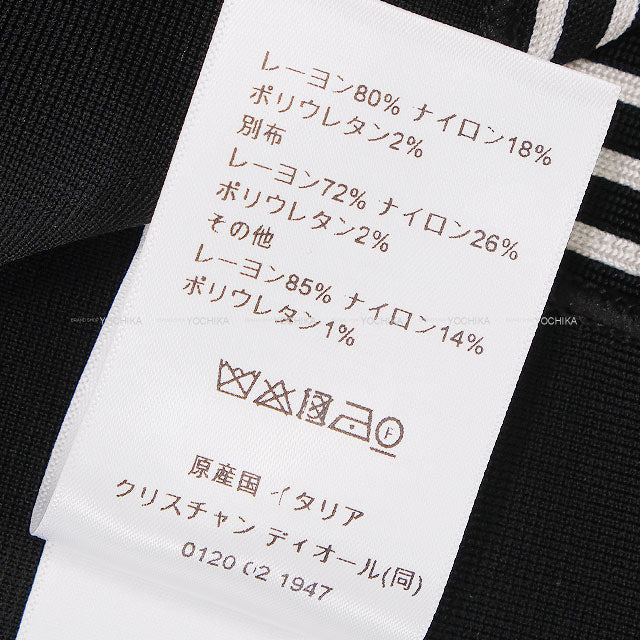 レーヨン80% ナイロン18%
ポリウレタン2%
別布
レーヨン72% ナイロン26%
ポリウレタン2%
その他
レーヨン85% ナイロン14%
ポリウレタン1%
F
原産国 イタリア
クリスチャン ディオール(同)
0120 02 1947
YOCHIKA YOCHIKA YOCHIKA YOCHIKA